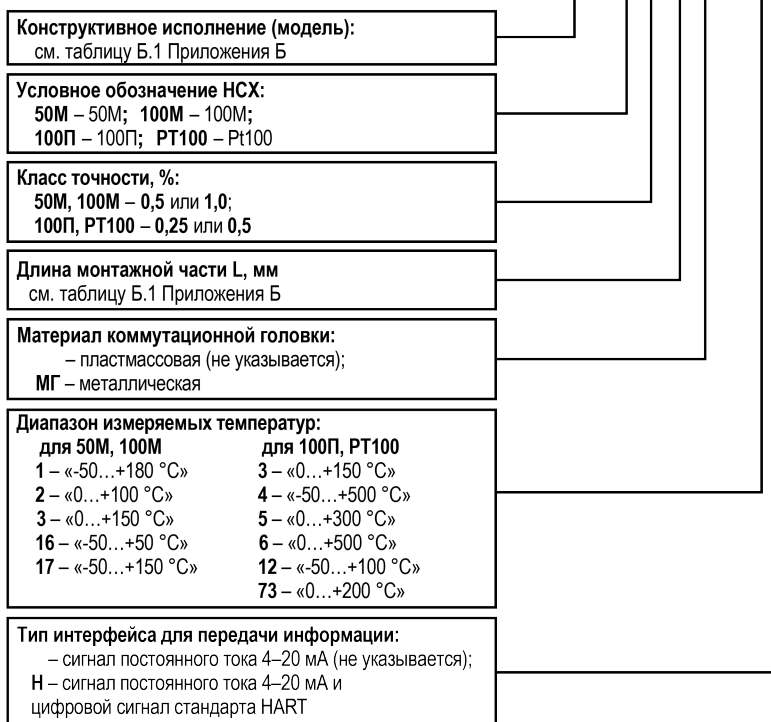 Конструктивное исполнение (модель):
см. таблицу Б.1 Приложения Б
Условное обозначение НСХ:
50М – 50М; 100М – 100М;
100П – 100П; РТ100 – Pt100
Класс точности, %:
50М, 100М – 0,5 или 1,0;
100П, РТ100 – 0,25 или 0,5
Длина монтажной части L, мм
см. таблицу Б.1 Приложения Б
Материал коммутационной головки:
– пластмассовая (не указывается);
МГ – металлическая
Диапазон измеряемых температур:
для 50М, 100М
1 – «-50…+180 °С»
2 – «0…+100 °С»
3 – «0…+150 °С»
16 – «-50…+50 °С»
17 – «-50…+150 °С»
для 100П, РТ100
3 – «0…+150 °С»
4 – «-50…+500 °С»
5 – «0…+300 °С»
6 – «0…+500 °С»
12 – «-50…+100 °С»
73 – «0…+200 °С»
Тип интерфейса для передачи информации:
– сигнал постоянного тока 4–20 мА (не указывается);
Н – сигнал постоянного тока 4–20 мА и
цифровой сигнал стандарта HART